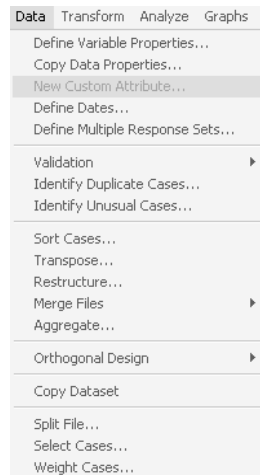 Data Transform Analyze Graphs
Define Variable Properties...
Copy Data Properties...
New Custom Attribute...
Define Dates...
Define Multiple Response Sets...
Validation
Identify Duplicate Cases...
Identify Unusual Cases...
Sort Cases...
Transpose...
Restructure...
Merge Files
Aggregate...
Orthogonal Design
Copy Dataset
Split File...
Select Cases...
Weight Cases...